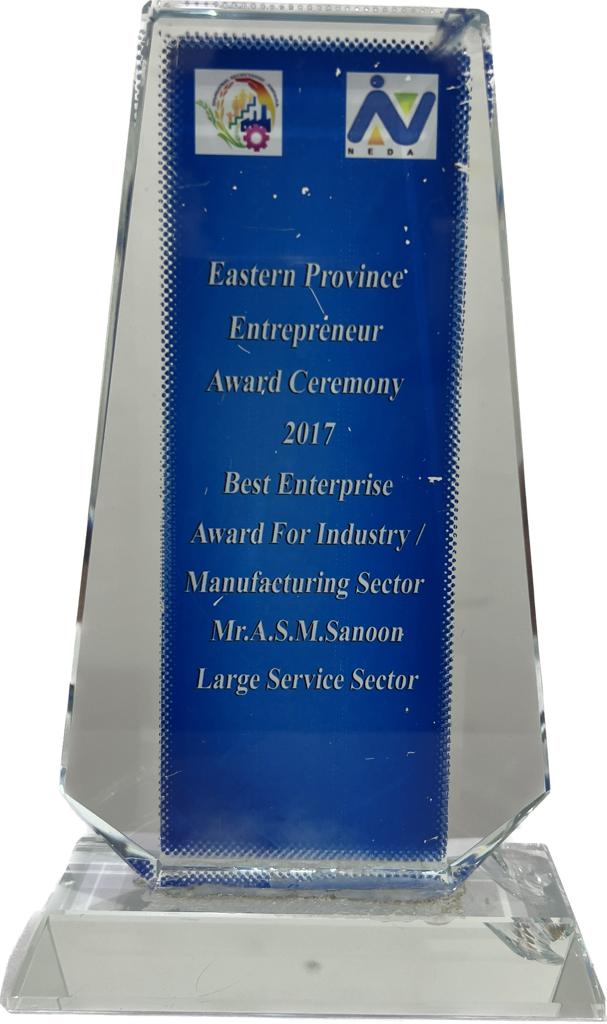 NEDA
Eastern Province
Entrepreneur
Award Ceremony
2017
Best Enterprise
Award For Industry /
Manufacturing Sector
Mr.A.S.M.Sanoon
Large Service Sector